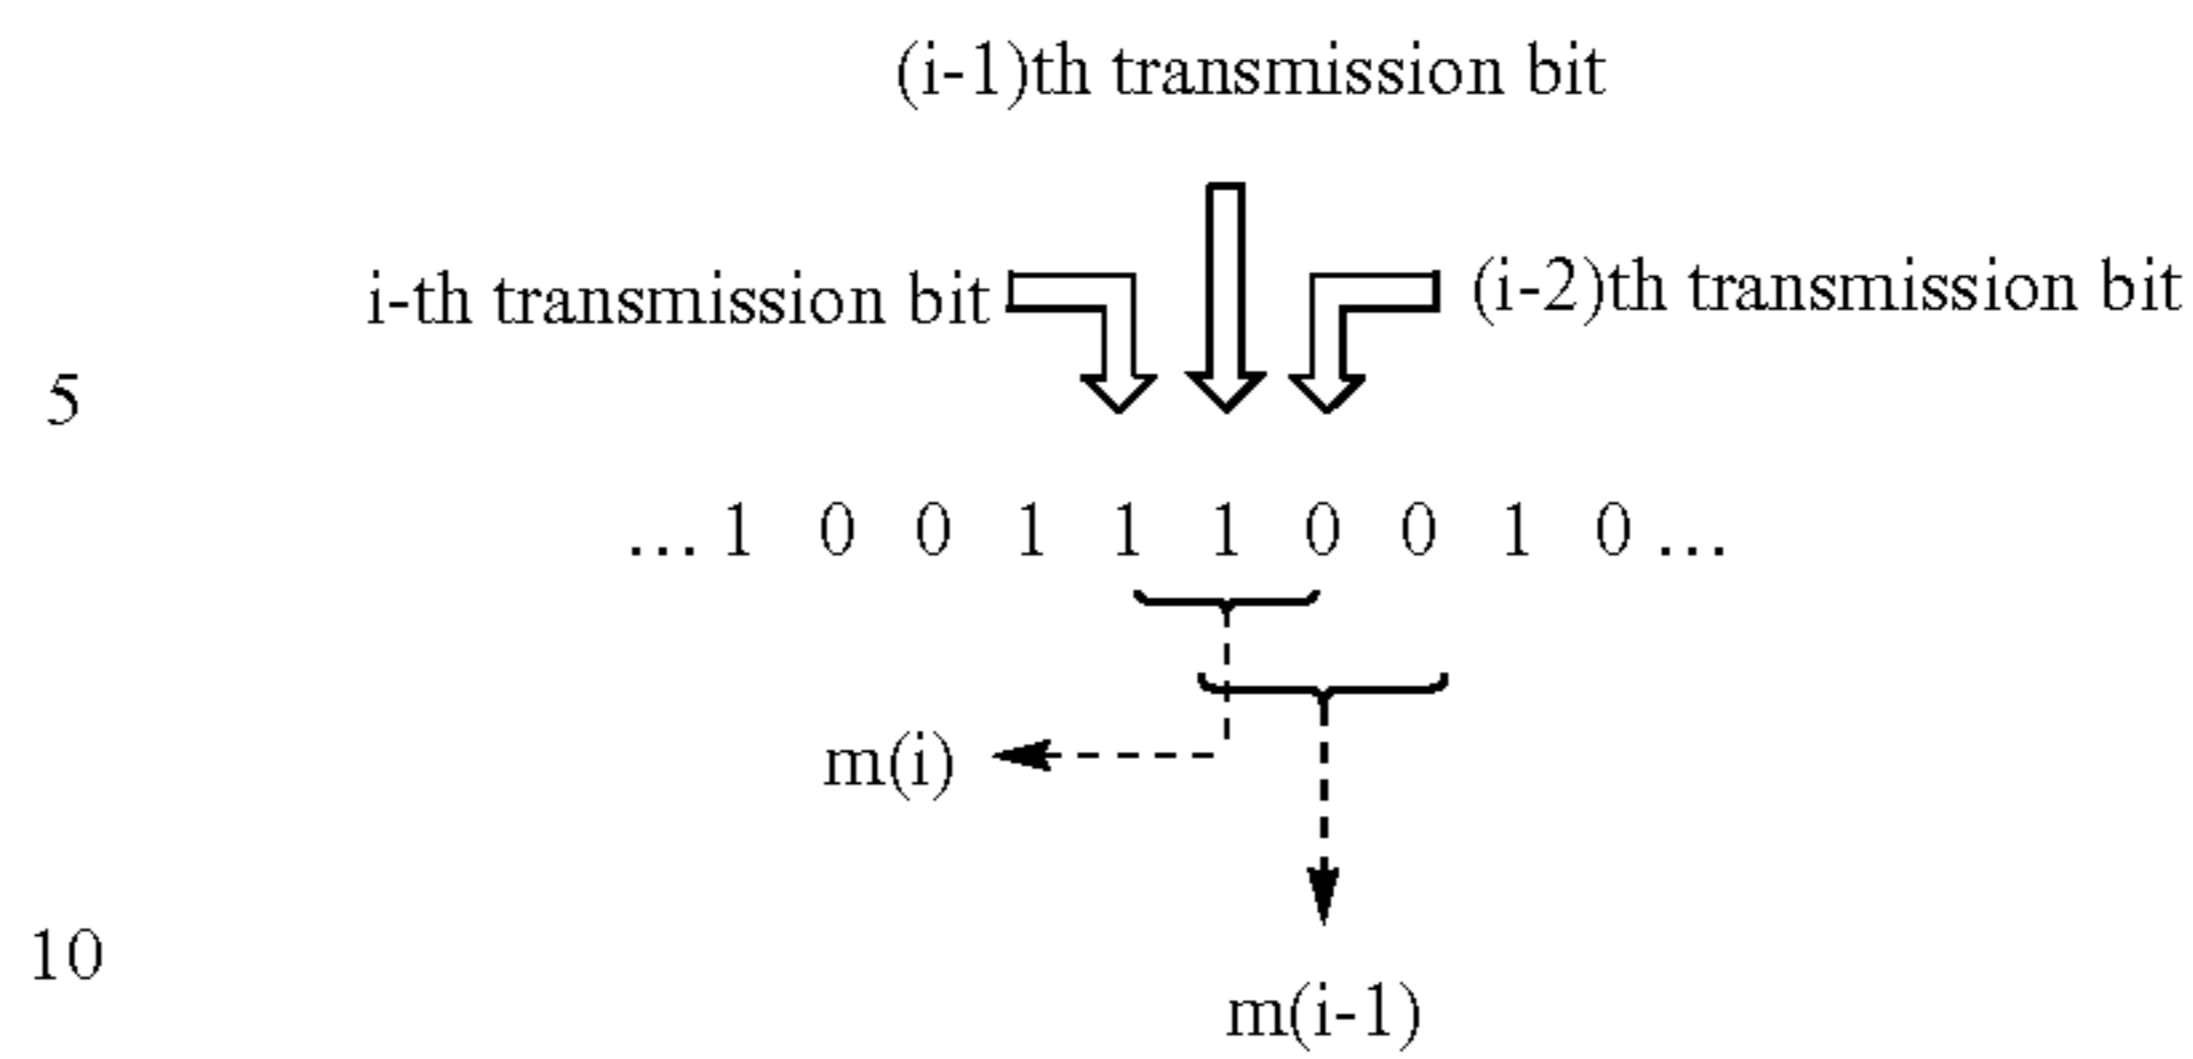 (i-1)th transmission bit
i-th transmission bit
(i-2)th transmission bit
5
...1 0 0 1 1 1 0 0 1 0...
m(i)
10
m(i-1)